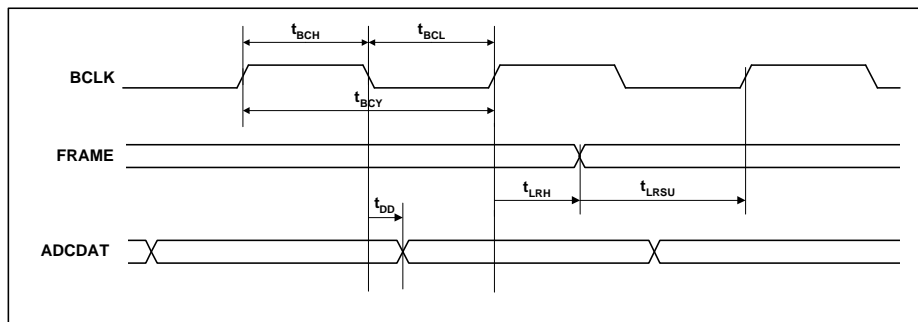 tBCH tBCL
BCLK
tBCY
FRAME
tLRH tLRSU
tDD
ADCDAT